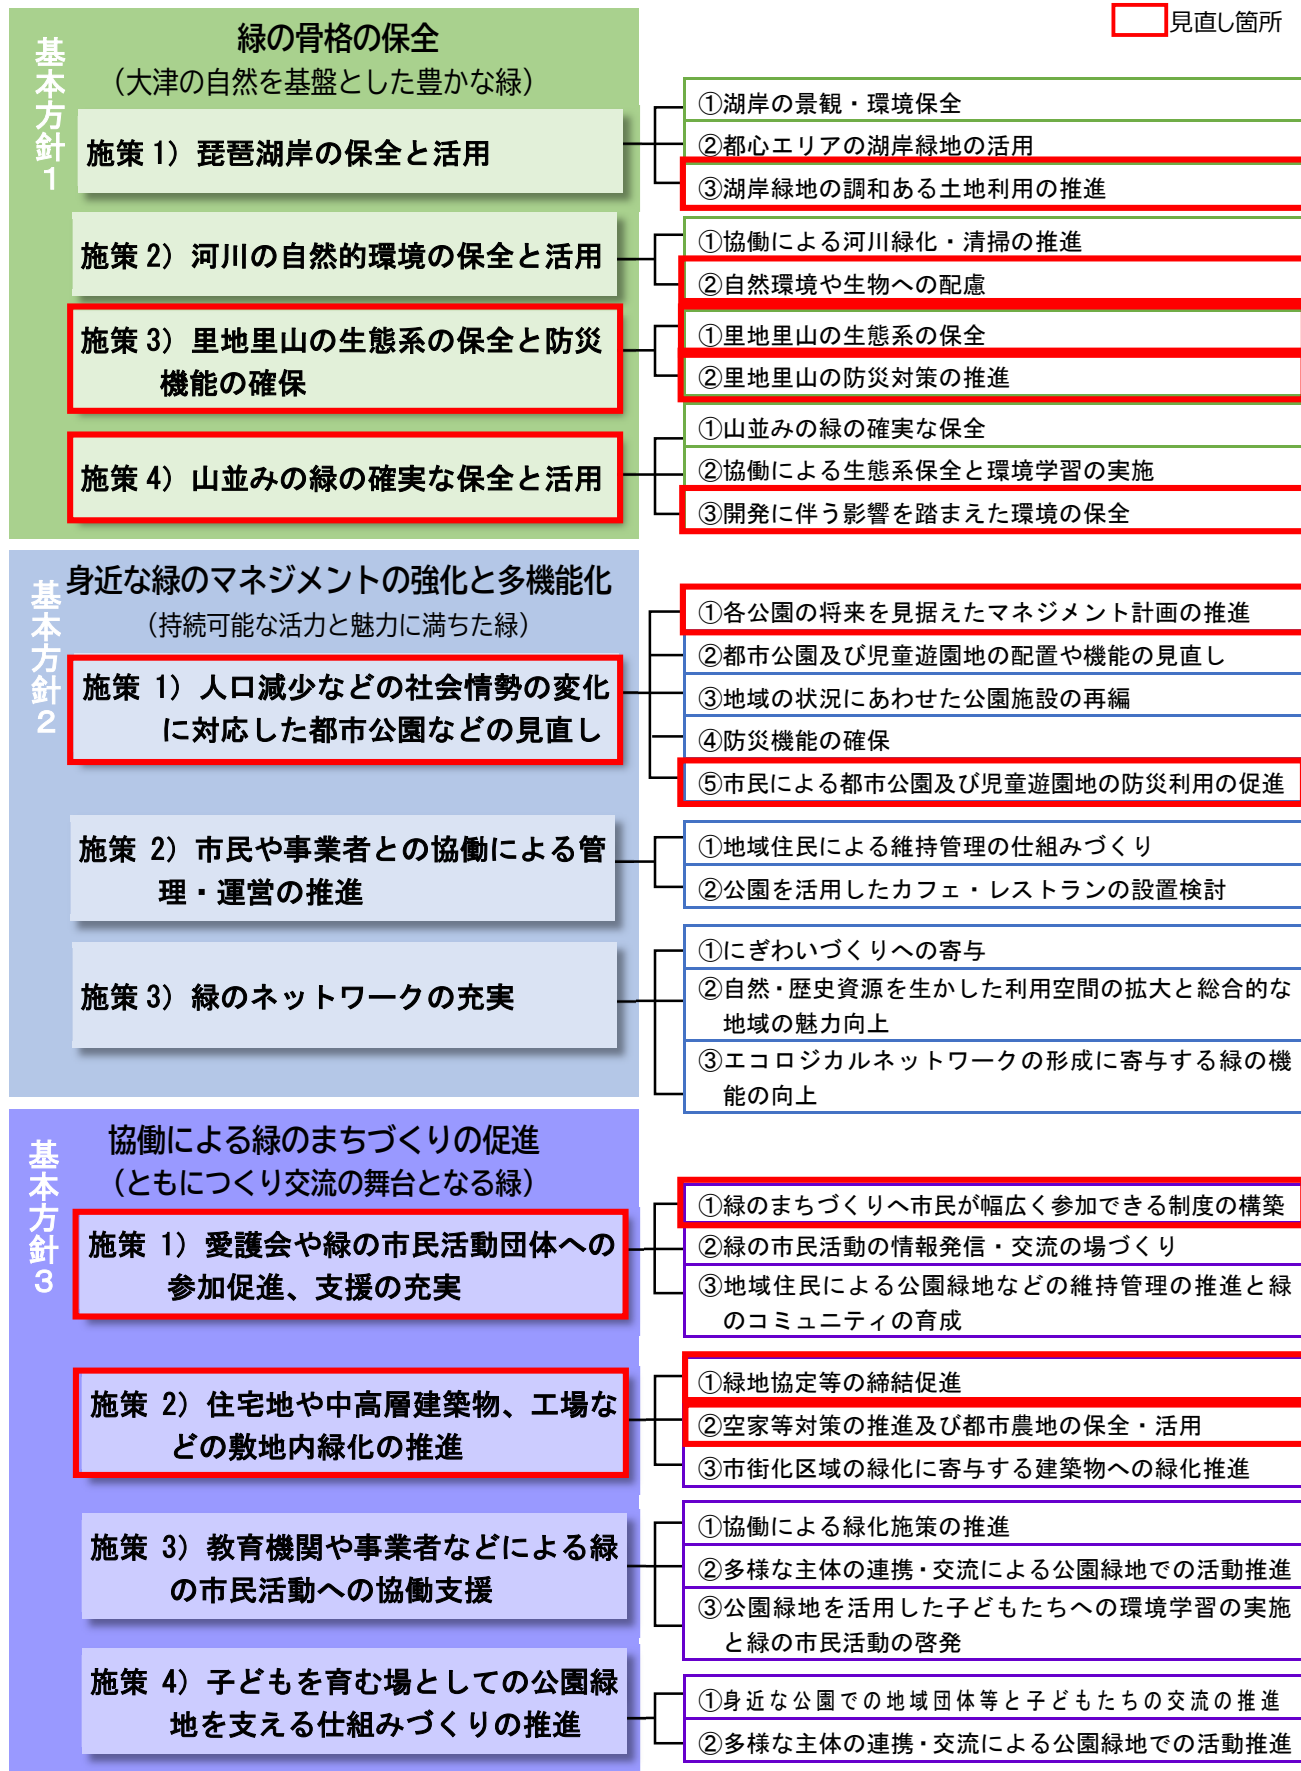 見直し箇所
基本方針1
緑の骨格の保全
（大津の自然を基盤とした豊かな緑）
施策 1）琵琶湖岸の保全と活用
①湖岸の景観・環境保全
②都心エリアの湖岸緑地の活用
③湖岸緑地の調和ある土地利用の推進
施策 2）河川の自然的環境の保全と活用
①協働による河川緑化・清掃の推進
②自然環境や生物への配慮
施策 3）里地里山の生態系の保全と防災
機能の確保
①里地里山の生態系の保全
②里地里山の防災対策の推進
施策 4）山並みの緑の確実な保全と活用
①山並みの緑の確実な保全
②協働による生態系保全と環境学習の実施
③開発に伴う影響を踏まえた環境の保全
基本方針2
身近な緑のマネジメントの強化と多機能化
（持続可能な活力と魅力に満ちた緑）
施策 1）人口減少などの社会情勢の変化
に対応した都市公園などの見直し
①各公園の将来を見据えたマネジメント計画の推進
②都市公園及び児童遊園地の配置や機能の見直し
③地域の状況にあわせた公園施設の再編
④防災機能の確保
⑤市民による都市公園及び児童遊園地の防災利用の促進
施策 2）市民や事業者との協働による管
理・運営の推進
①地域住民による維持管理の仕組みづくり
②公園を活用したカフェ・レストランの設置検討
施策 3）緑のネットワークの充実
①にぎわいづくりへの寄与
②自然・歴史資源を生かした利用空間の拡大と総合的な
地域の魅力向上
③エコロジカルネットワークの形成に寄与する緑の機
能の向上
基本方針3
協働による緑のまちづくりの促進
（ともにつくり交流の舞台となる緑）
施策 1）愛護会や緑の市民活動団体への
参加促進、支援の充実
①緑のまちづくりへ市民が幅広く参加できる制度の構築
②緑の市民活動の情報発信・交流の場づくり
③地域住民による公園緑地などの維持管理の推進と緑
のコミュニティの育成
施策 2）住宅地や中高層建築物、工場な
どの敷地内緑化の推進
①緑地協定等の締結促進
②空家等対策の推進及び都市農地の保全・活用
③市街化区域の緑化に寄与する建築物への緑化推進
施策 3）教育機関や事業者などによる緑
の市民活動への協働支援
①協働による緑化施策の推進
②多様な主体の連携・交流による公園緑地での活動推進
③公園緑地を活用した子どもたちへの環境学習の実施
と緑の市民活動の啓発
施策 4）子どもを育む場としての公園緑
地を支える仕組みづくりの推進
①身近な公園での地域団体等と子どもたちの交流の推進
②多様な主体の連携・交流による公園緑地での活動推進